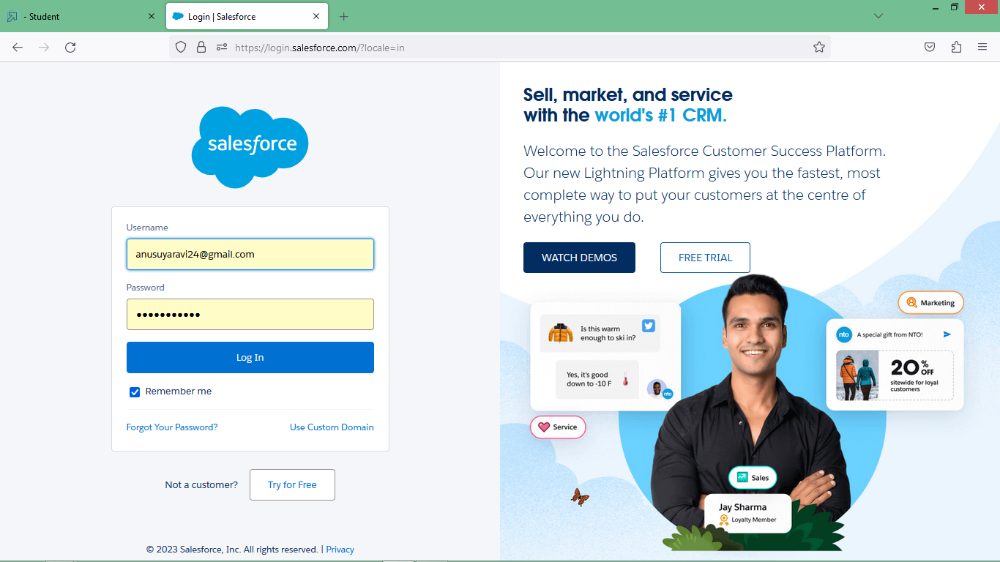 - Student
Login | Salesforce
https://login.salesforce.com/?locale=in
salesforce
Username
anusuyaravi24@gmail.com
Password
Log In
Remember me
Forgot Your Password?
Use Custom Domain
Not a customer?
Try for Free
© 2023 Salesforce, Inc. All rights reserved. | Privacy
Sell, market, and service
with the world's #1 CRM.
Welcome to the Salesforce Customer Success Platform.
Our new Lightning Platform gives you the fastest, most
complete way to put your customers at the centre of
everything you do.
WATCH DEMOS
FREE TRIAL
Is this warm
enough to ski in?
Yes, it's good
down to -10 F
nto
Service
Marketing
nto
A special gift from NTO!
20% OFF
sitewide for loyal
customers
Sales
Jay Sharma
Loyalty Member